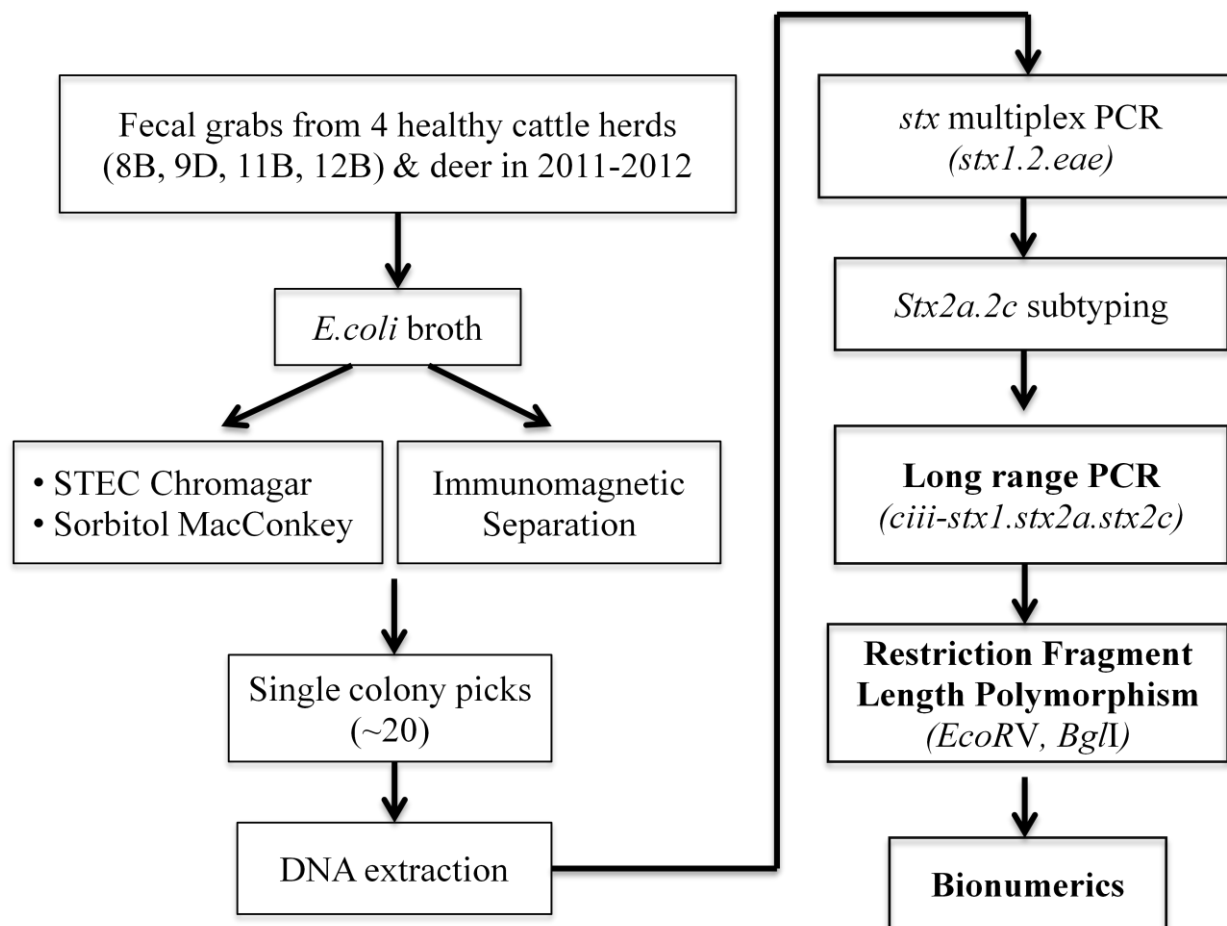 Fecal grabs from 4 healthy cattle herds
(8B, 9D, 11B, 12B) & deer in 2011-2012
E.coli broth
• STEC Chromagar
• Sorbitol MacConkey
Immunomagnetic
Separation
Single colony picks
(~20)
DNA extraction
stx multiplex PCR
(stx1.2.eae)
Stx2a.2c subtyping
Long range PCR
(ciii-stx1.stx2a.stx2c)
Restriction Fragment
Length Polymorphism
(EcoRV, BglI)
Bionumerics